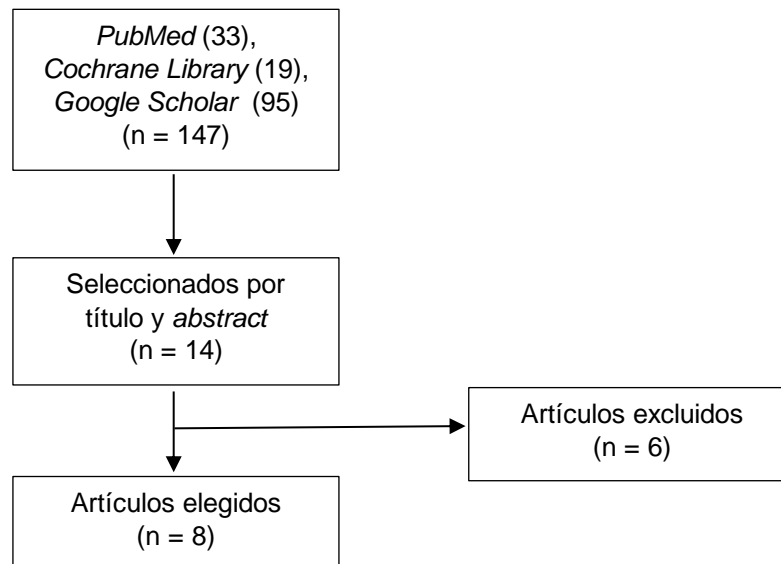 PubMed (33),
Cochrane Library (19),
Google Scholar (95)
(n = 147)
Seleccionados por
título y abstract
(n = 14)
Artículos excluidos
(n = 6)
Artículos elegidos
(n = 8)